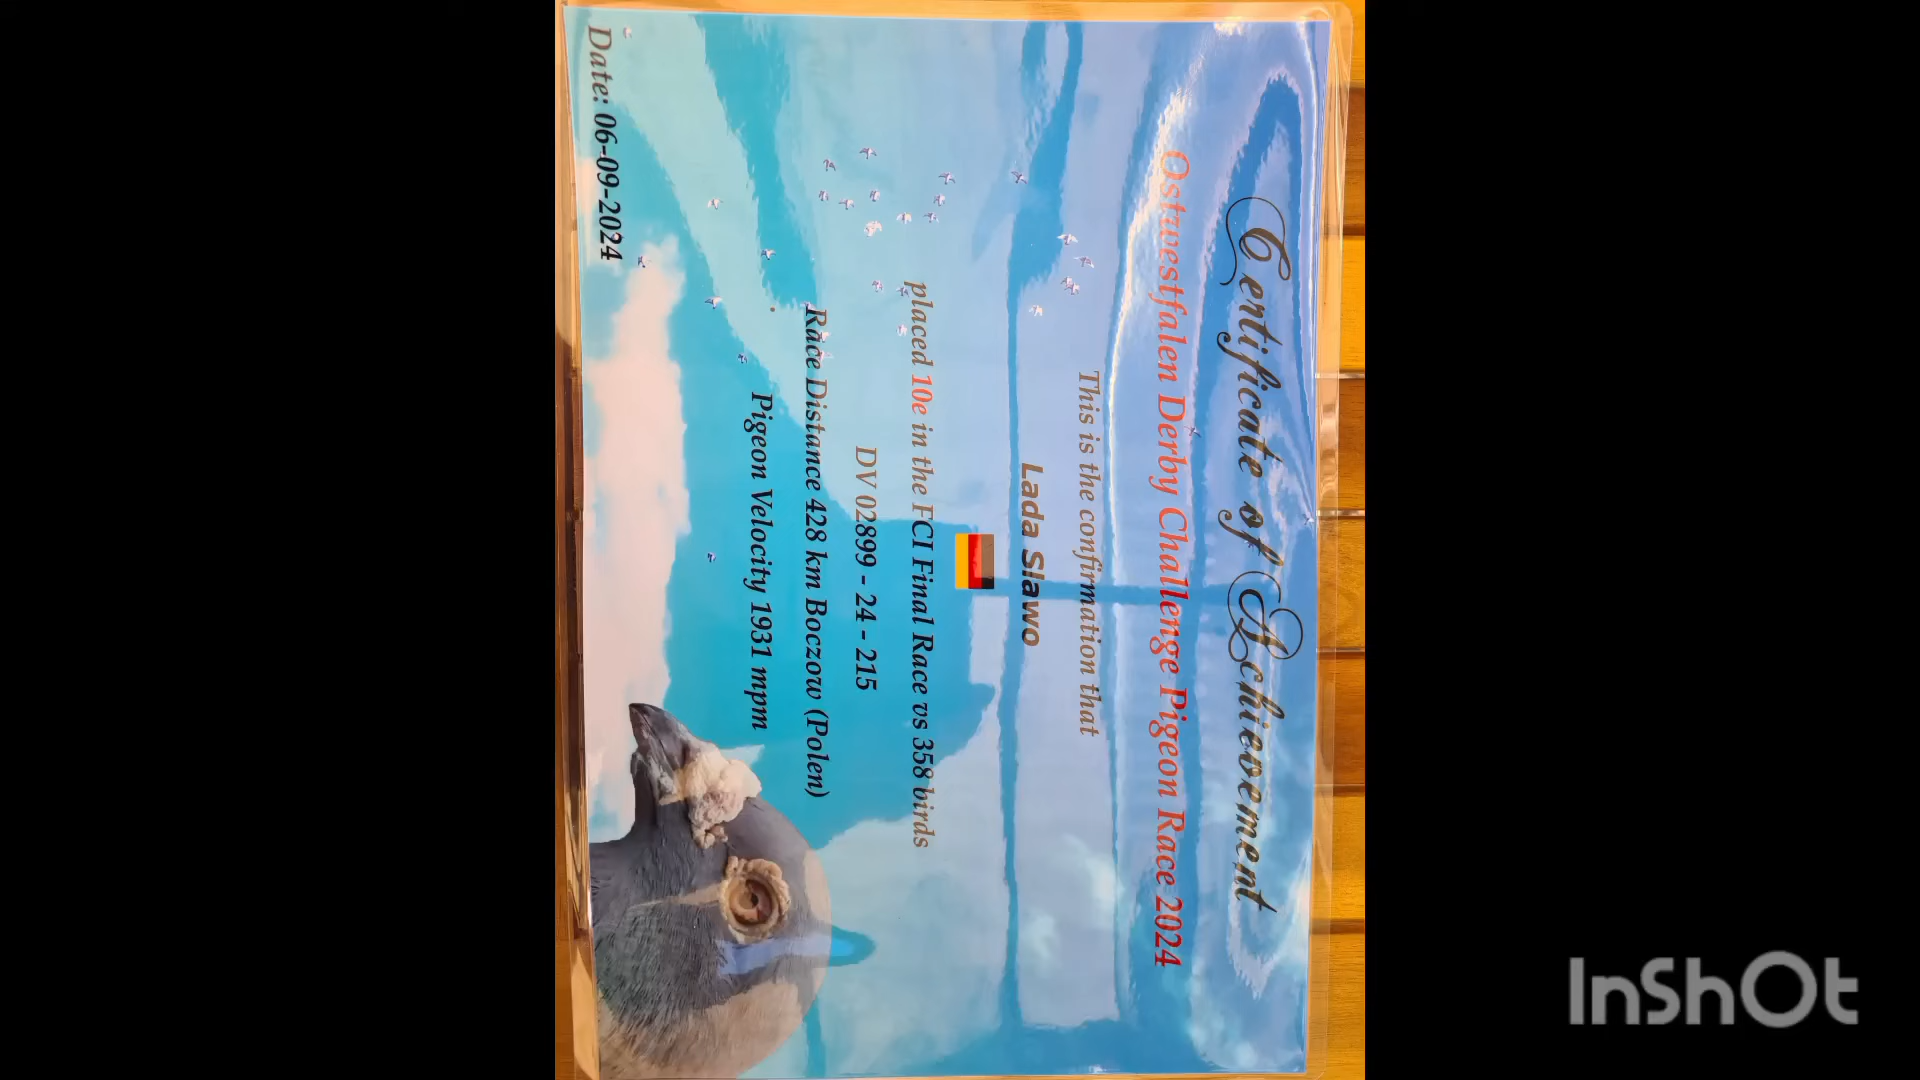 Certificate of Achievement
Ostwestfalen Derby Challenge Pigeon Race 2024
This is the confirmation that
Lada Slawo
placed 10e in the FCI Final Race vs 358 birds
DV 02899 - 24 - 215
Race Distance 428 km Boczow (Polen)
.
Pigeon Velocity 1931 mpm
Date: 06-09-2024
InShOt